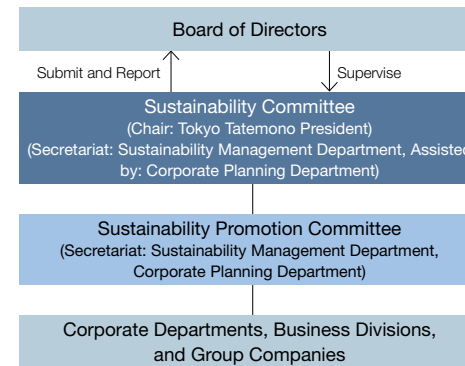 Board of Directors
Submit and Report
Supervise
Sustainability Committee
(Chair: Tokyo Tatemono President)
(Secretariat: Sustainability Management Department, Assisted
by: Corporate Planning Department)
Sustainability Promotion Committee
(Secretariat: Sustainability Management Department,
Corporate Planning Department)
Corporate Departments, Business Divisions,
and Group Companies